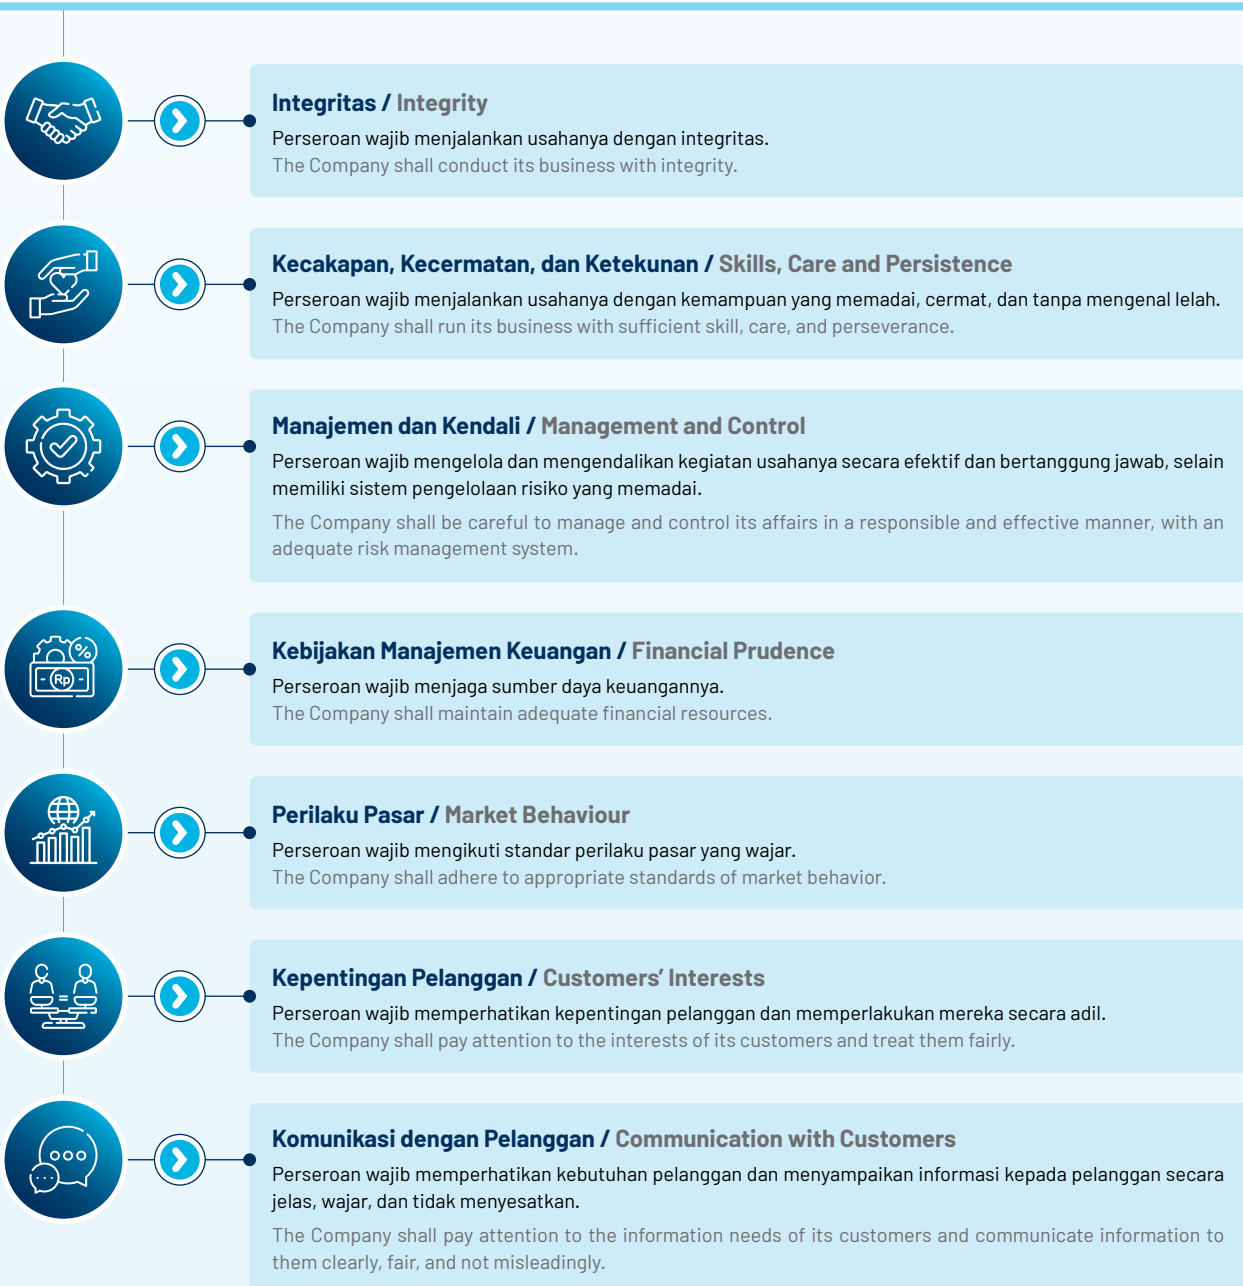 Integritas / Integrity
Perseroan wajib menjalankan usahanya dengan integritas.
The Company shall conduct its business with integrity.
Kecakapan, Kecermatan, dan Ketekunan / Skills, Care and Persistence
Perseroan wajib menjalankan usahanya dengan kemampuan yang memadai, cermat, dan tanpa mengenal lelah.
The Company shall run its business with sufficient skill, care, and perseverance.
Manajemen dan Kendali / Management and Control
Perseroan wajib mengelola dan mengendalikan kegiatan usahanya secara efektif dan bertanggung jawab, selain
memiliki sistem pengelolaan risiko yang memadai.
The Company shall be careful to manage and control its affairs in a responsible and effective manner, with an
adequate risk management system.
%
Rp
Kebijakan Manajemen Keuangan / Financial Prudence
Perseroan wajib menjaga sumber daya keuangannya.
The Company shall maintain adequate financial resources.
Perilaku Pasar / Market Behaviour
Perseroan wajib mengikuti standar perilaku pasar yang wajar.
The Company shall adhere to appropriate standards of market behavior.
Kepentingan Pelanggan / Customers’ Interests
Perseroan wajib memperhatikan kepentingan pelanggan dan memperlakukan mereka secara adil.
The Company shall pay attention to the interests of its customers and treat them fairly.
Komunikasi dengan Pelanggan / Communication with Customers
Perseroan wajib memperhatikan kebutuhan pelanggan dan menyampaikan informasi kepada pelanggan secara
jelas, wajar, dan tidak menyesatkan.
The Company shall pay attention to the information needs of its customers and communicate information to
them clearly, fair, and not misleadingly.